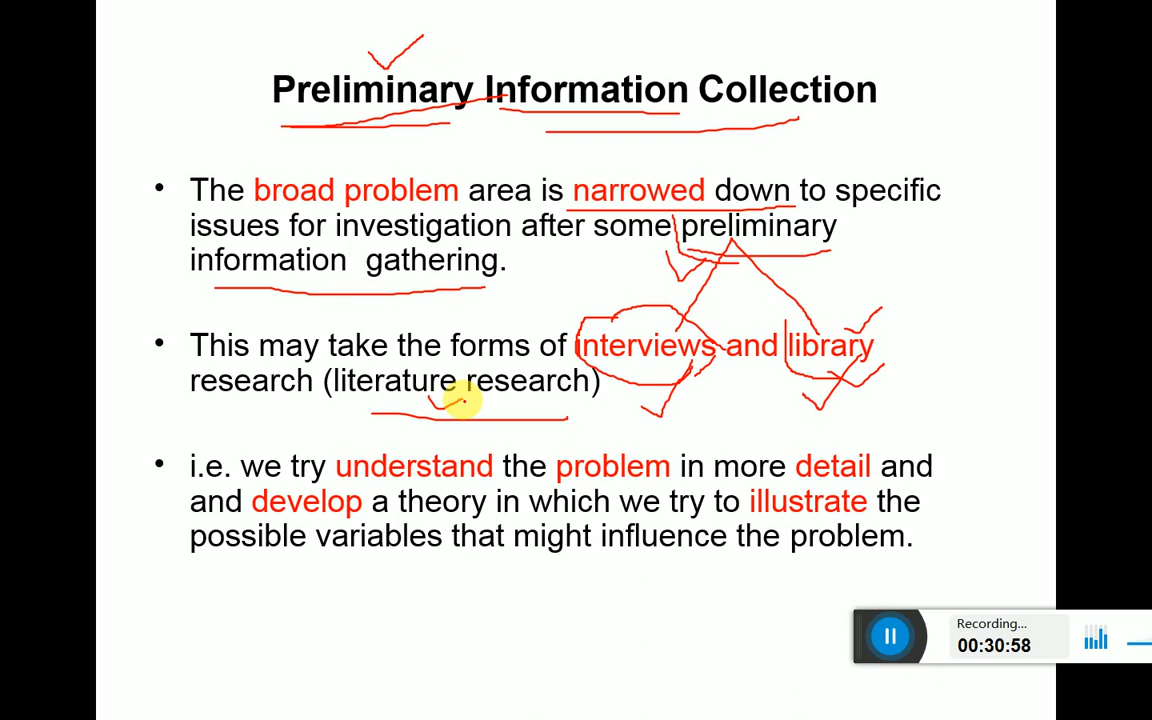 Preliminary Information Collection
• The broad problem area is narrowed down to specific
issues for investigation after some preliminary
information gathering.
• This may take the forms of interviews and library
research (literature research)
• i.e. we try understand the problem in more detail and
and develop a theory in which we try to illustrate the
possible variables that might influence the problem.
Recording...
00:30:58